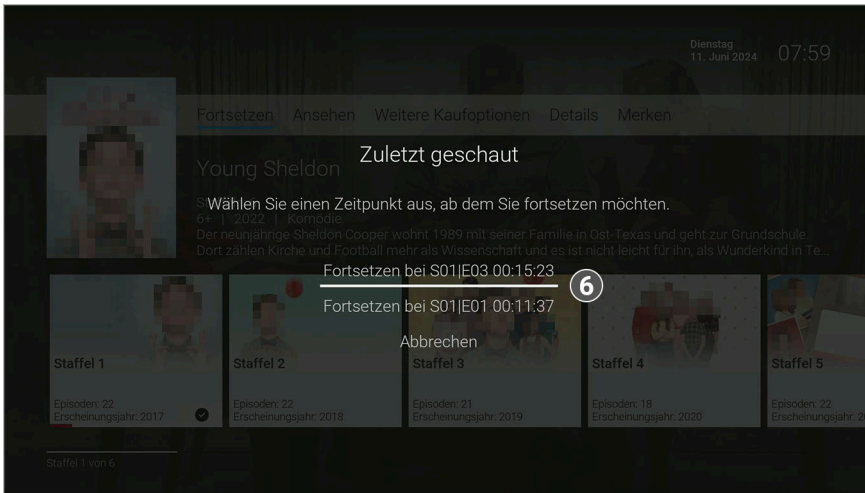 Dienstag
11. Juni 2024
07:59
Fortsetzen Ansehen Weitere Kaufoptionen Details Merken
Zuletzt geschaut
Young Sheldon
Wählen Sie einen Zeitpunkt aus, ab dem Sie fortsetzen möchten.
6+ | 2022 | Komödie
Der neunjährige Sheldon Cooper wohnt 1989 mit seiner Familie in Ost-Texas und geht zur Grundschule.
Dort zählen Kirche und Football mehr als Wissenschaft und es ist nicht leicht für ihn, als Wunderkind in Te...
Fortsetzen bei S01|E03 00:15:23
6
Fortsetzen bei S01|E01 00:11:37
Abbrechen
Staffel 1
Episoden: 22
Erscheinungsjahr: 2017
Staffel 2
Episoden: 22
Erscheinungsjahr: 2018
Staffel 3
Episoden: 21
Erscheinungsjahr: 2019
Staffel 4
Episoden: 18
Erscheinungsjahr: 2020
Staffel 5
Episoden: 22
Erscheinungsjahr: 2
Staffel 1 von 6